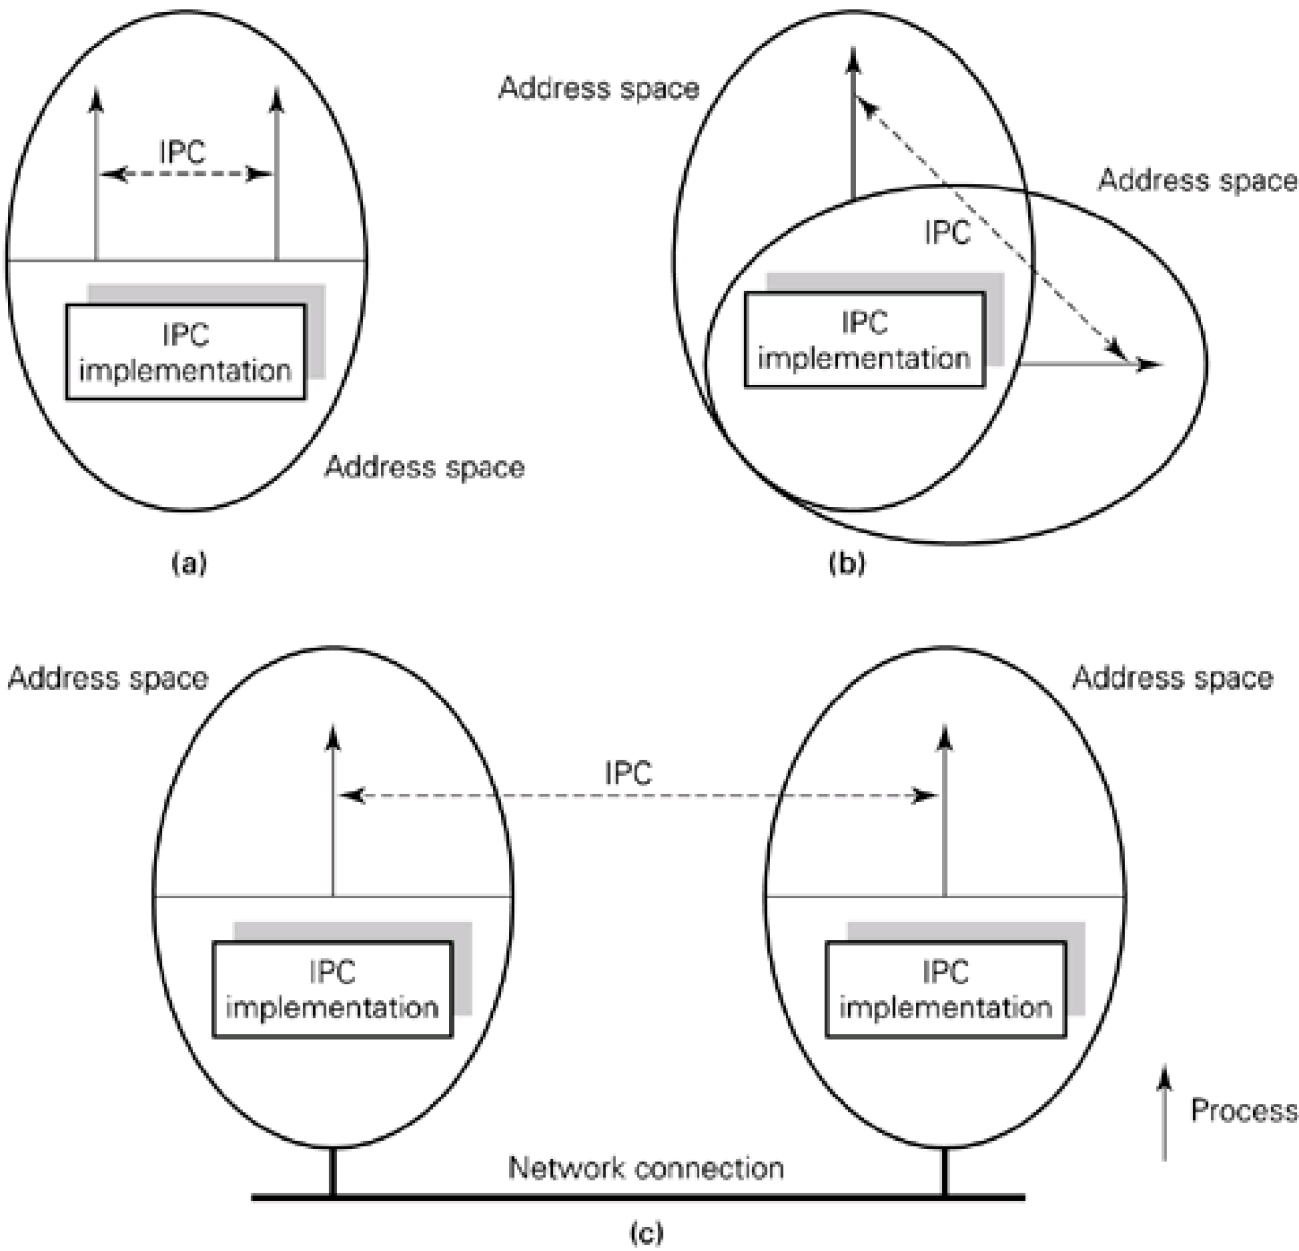 IPC
IPC
implementation
Address space
(a)
Address space
Address space
IPC
IPC
implementation
(b)
Address space
Address space
IPC
IPC
implementation
IPC
implementation
Process
Network connection
(c)